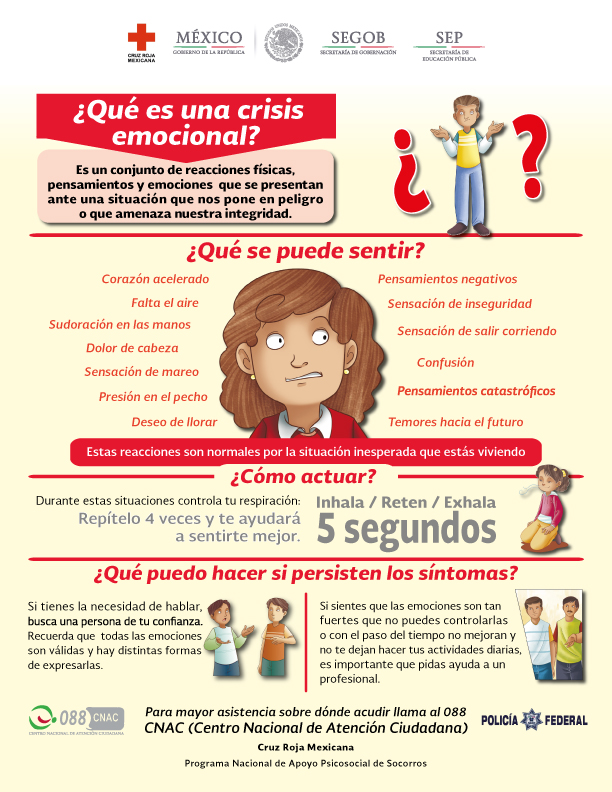 CRUZ ROJA
MEXICANA
MÉXICO
GOBIERNO DE LA REPÚBLICA
SEGOB
SECRETARÍA DE GOBERNACIÓN
SEP
SECRETARÍA DE
EDUCACIÓN PÚBLICA
¿Qué es una crisis
emocional?
Es un conjunto de reacciones físicas,
pensamientos y emociones que se presentan
ante una situación que nos pone en peligro
o que amenaza nuestra integridad.
¿ ?
¿Qué se puede sentir?
Corazón acelerado
Falta el aire
Sudoración en las manos
Dolor de cabeza
Sensación de mareo
Presión en el pecho
Deseo de llorar
Pensamientos negativos
Sensación de inseguridad
Sensación de salir corriendo
Confusión
Pensamientos catastróficos
Temores hacia el futuro
Estas reacciones son normales por la situación inesperada que estás viviendo
¿Cómo actuar?
Durante estas situaciones controla tu respiración:
Repítelo 4 veces y te ayudará
a sentirte mejor.
Inhala / Reten / Exhala
5 segundos
¿Qué puedo hacer si persisten los síntomas?
Si tienes la necesidad de hablar,
busca una persona de tu confianza.
Recuerda que todas las emociones
son válidas y hay distintas formas
de expresarlas.
Si sientes que las emociones son tan
fuertes que no puedes controlarlas
o con el paso del tiempo no mejoran y
no te dejan hacer tus actividades diarias,
es importante que pidas ayuda a un
profesional.
088 CNAC
CENTRO NACIONAL DE ATENCIÓN CIUDADANA
Para mayor asistencia sobre dónde acudir llama al 088
CNAC (Centro Nacional de Atención Ciudadana)
POLICÍA FEDERAL
Cruz Roja Mexicana
Programa Nacional de Apoyo Psicosocial de Socorros